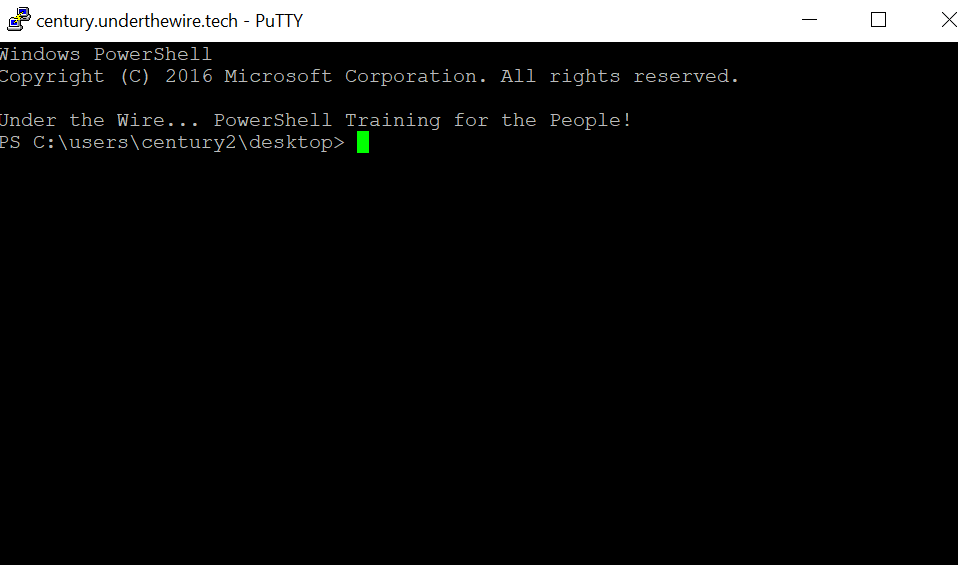 century.underthewire.tech - PuTTY
Windows PowerShell
Copyright (C) 2016 Microsoft Corporation. All rights reserved.
Under the Wire... PowerShell Training for the People!
PS C:\users\century2\desktop>